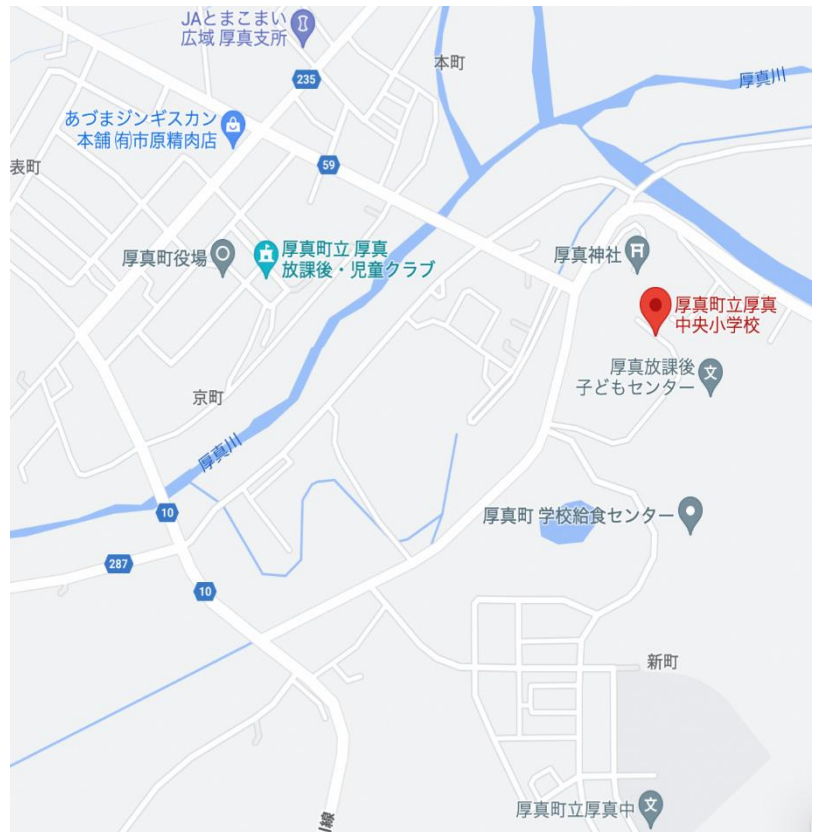 JAとまこまい
広域 厚真支所
本町
厚真川
235
あづまジンギスカン
本舗 ㈲市原精肉店
59
表町
厚真町役場
厚真町立 厚真
放課後・児童クラブ
厚真神社
厚真町立厚真
中央小学校
厚真放課後
子どもセンター
文
京町
厚真川
10
厚真町 学校給食センター
287
10
新町
厚真町立厚真中
文
線